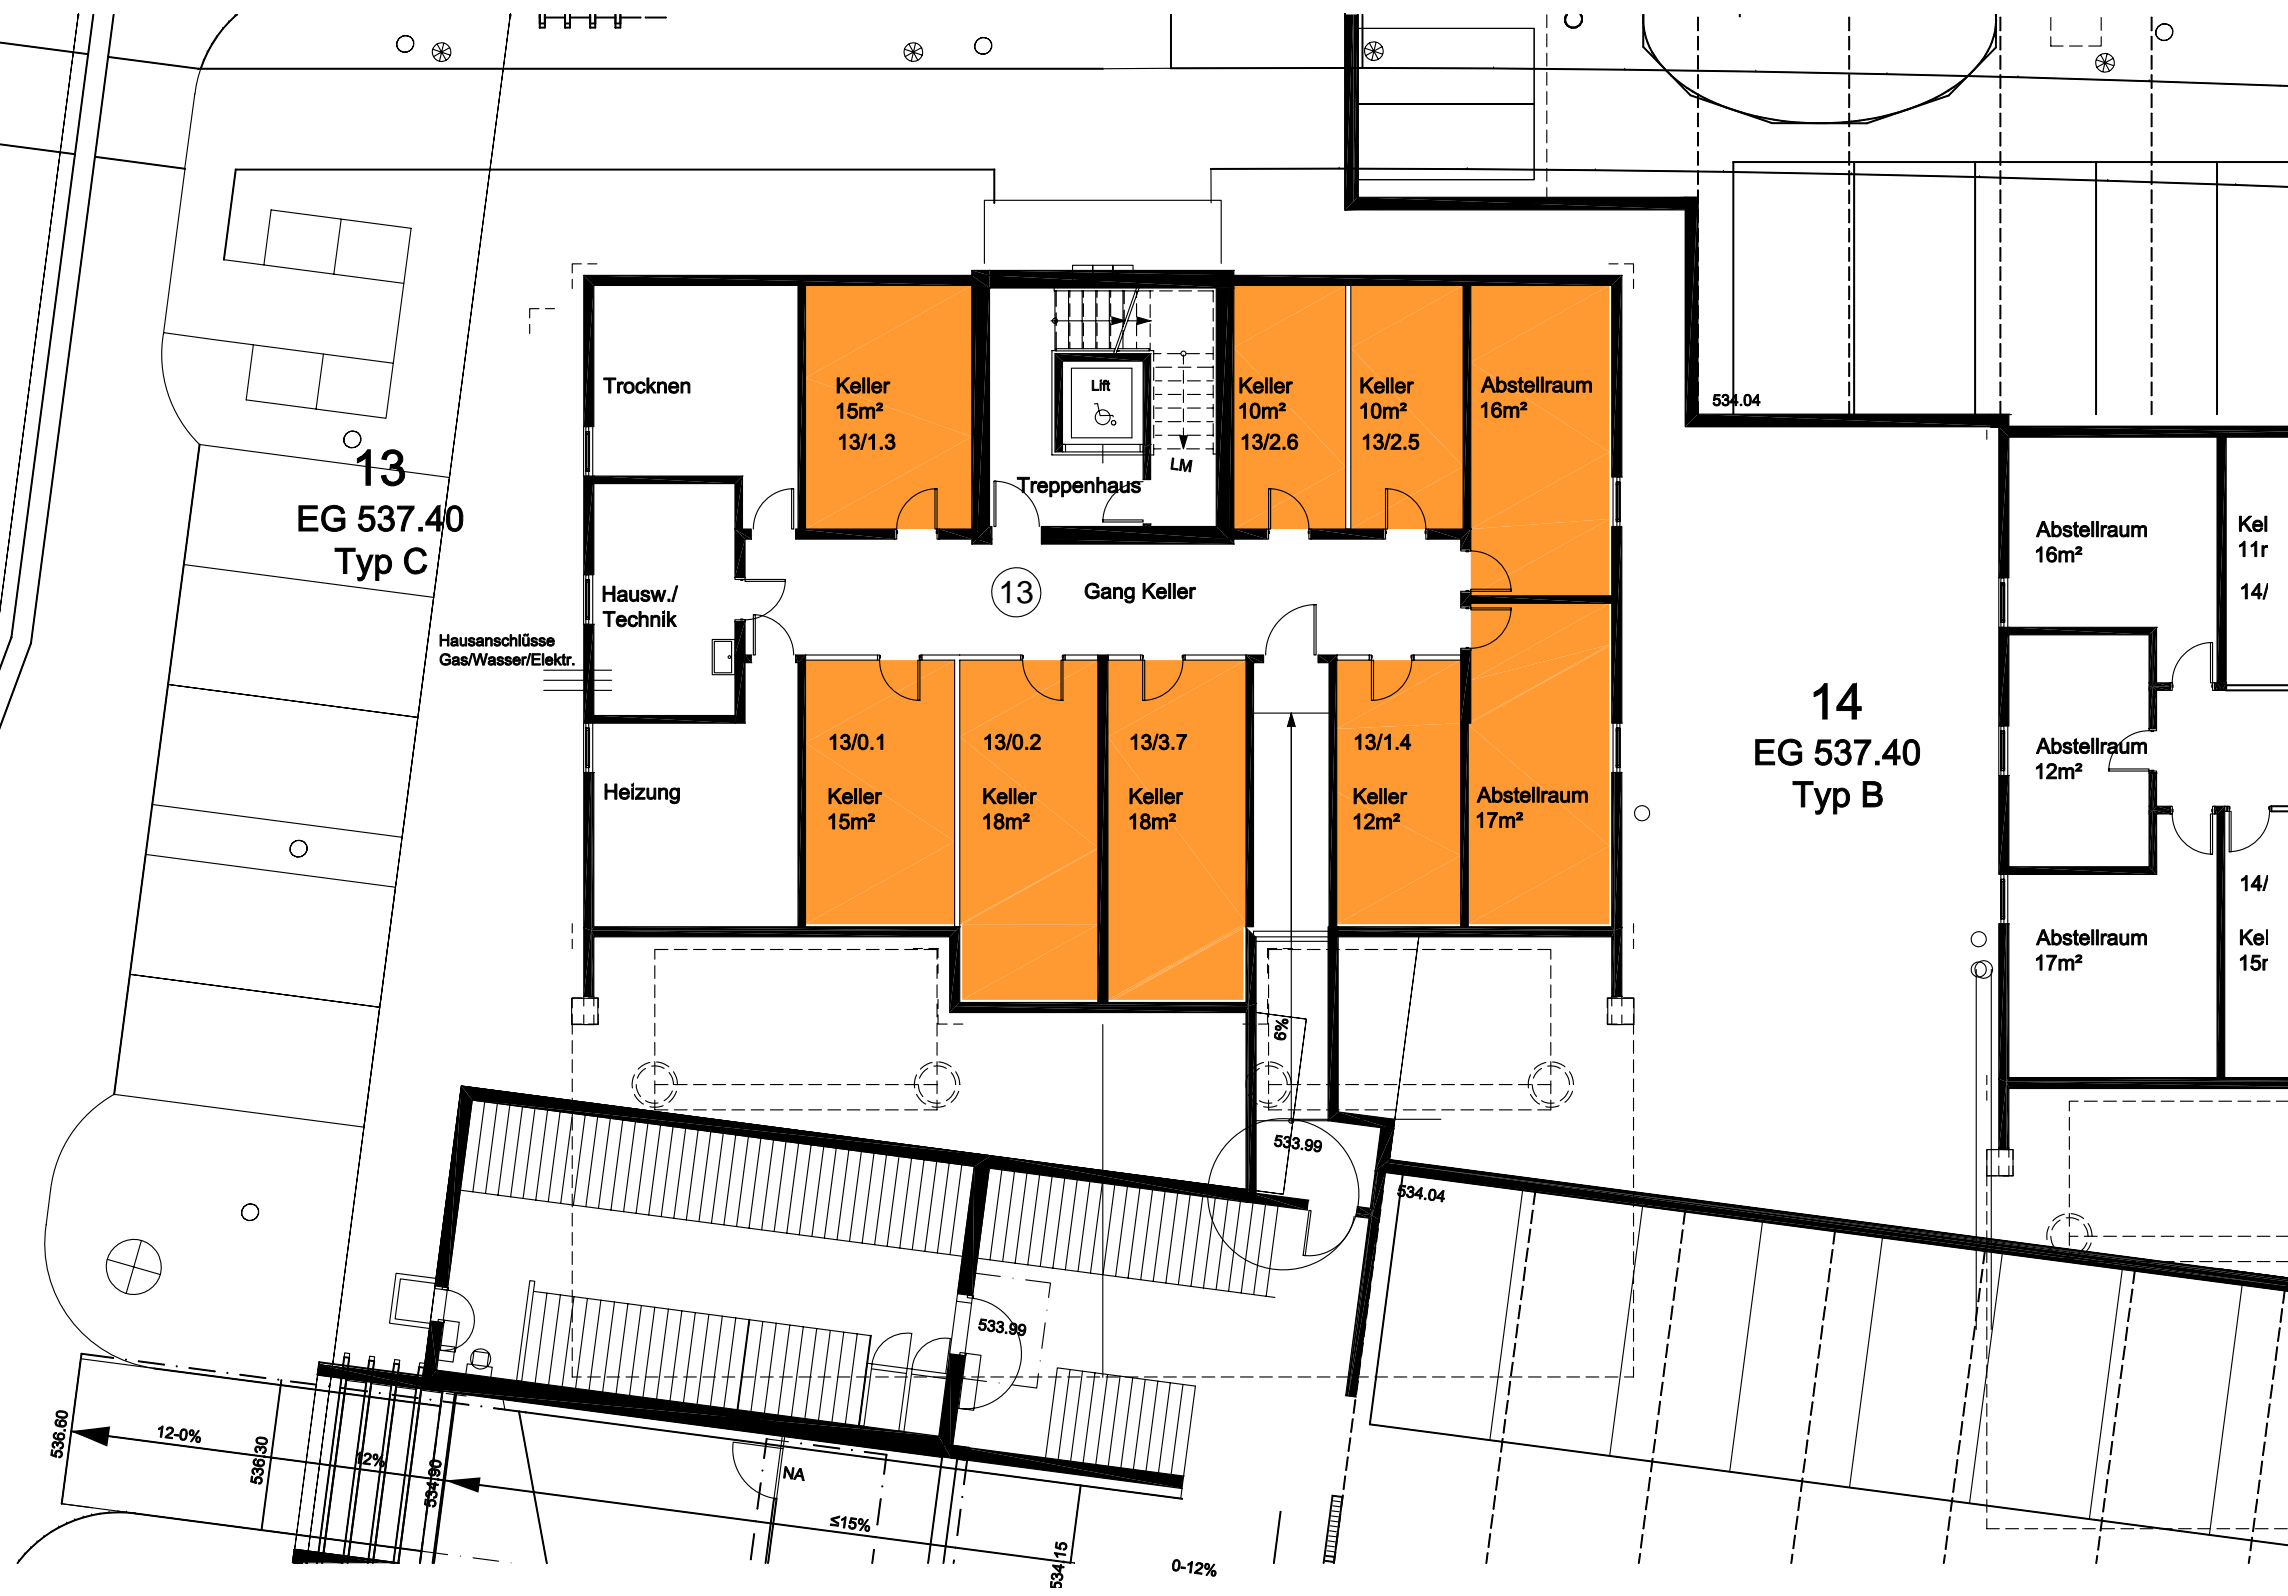 Trocknen
Keller
15m²
13/1.3
Lift
LM
Treppenhaus
Keller
10m²
13/2.6
Keller
10m²
13/2.5
Abstellraum
16m²
534.04
13
EG 537.40
Typ C
Hausw./
Technik
Hausanschlüsse
Gas/Wasser/Elektr.
13
Gang Keller
Abstellraum
16m²
Kel
11r
14/
Heizung
13/0.1
Keller
15m²
13/0.2
Keller
18m²
13/3.7
Keller
18m²
13/1.4
Keller
12m²
Abstellraum
17m²
14
EG 537.40
Typ B
Abstellraum
12m²
14/
Abstellraum
17m²
Kel
15r
6%
533.99
534.04
533.99
536.60
12-0%
536.30
12%
534.90
NA
≤15%
534.15
0-12%